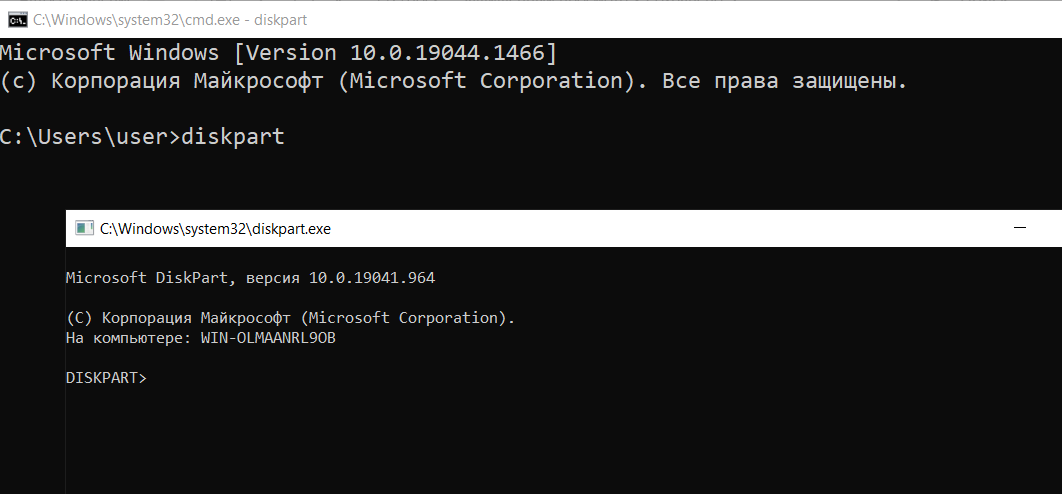 C:\Windows\system32\cmd.exe - diskpart
Microsoft Windows [Version 10.0.19044.1466]
(c) Корпорация Майкрософт (Microsoft Corporation). Все права защищены.
C:\Users\user>diskpart
C:\Windows\system32\diskpart.exe
Microsoft DiskPart, версия 10.0.19041.964
(C) Корпорация Майкрософт (Microsoft Corporation).
На компьютере: WIN-OLMAANRL9OB
DISKPART>